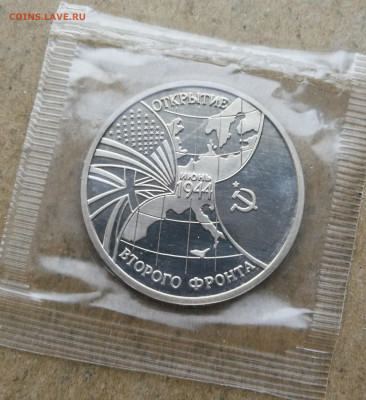 COINS.LAVE.RU
ОТКРЫТИЕ
ИЮНЬ
1944
ВТОРОГО ФРОНТА